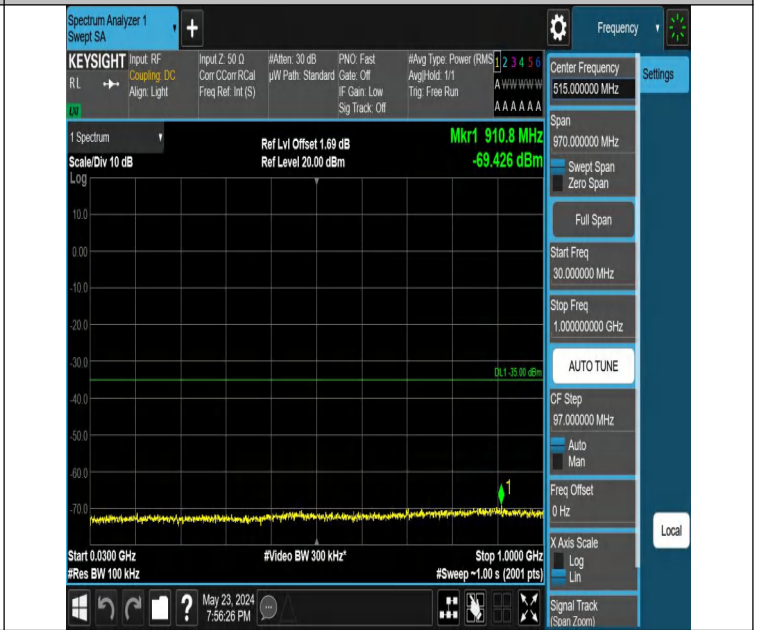 Spectrum Analyzer 1
Swept SA
Frequency
KEYSIGHT
RL
LXI
Input: RF
Coupling: DC
Align: Light
Input Z: 50 Ω
Corr CCorr RCal
Freq Ref: Int (S)
#Atten: 30 dB
µW Path: Standard
PNO: Fast
Gate: Off
IF Gain: Low
Sig Track: Off
#Avg Type: Power (RMS
Avg|Hold: 1/1
Trig: Free Run
1 2 3 4 5 6
A W W W W W
A A A A A A
1 Spectrum
Scale/Div 10 dB
Log
Ref Lvl Offset 1.69 dB
Ref Level 20.00 dBm
Mkr1 910.8 MHz
-69.426 dBm
10.0
0.00
-10.0
-20.0
-30.0
DL1 -35.00 dBm
-40.0
-50.0
-60.0
1
-70.0
Start 0.0300 GHz
#Res BW 100 kHz
#Video BW 300 kHz*
Stop 1.0000 GHz
#Sweep ~1.00 s (2001 pts)
Center Frequency
515.000000 MHz
Settings
Span
970.000000 MHz
Swept Span
Zero Span
Full Span
Start Freq
30.000000 MHz
Stop Freq
1.000000000 GHz
AUTO TUNE
CF Step
97.000000 MHz
Auto
Man
Freq Offset
0 Hz
Local
X Axis Scale
Log
Lin
Signal Track
(Span Zoom)
?
May 23, 2024
7:56:26 PM